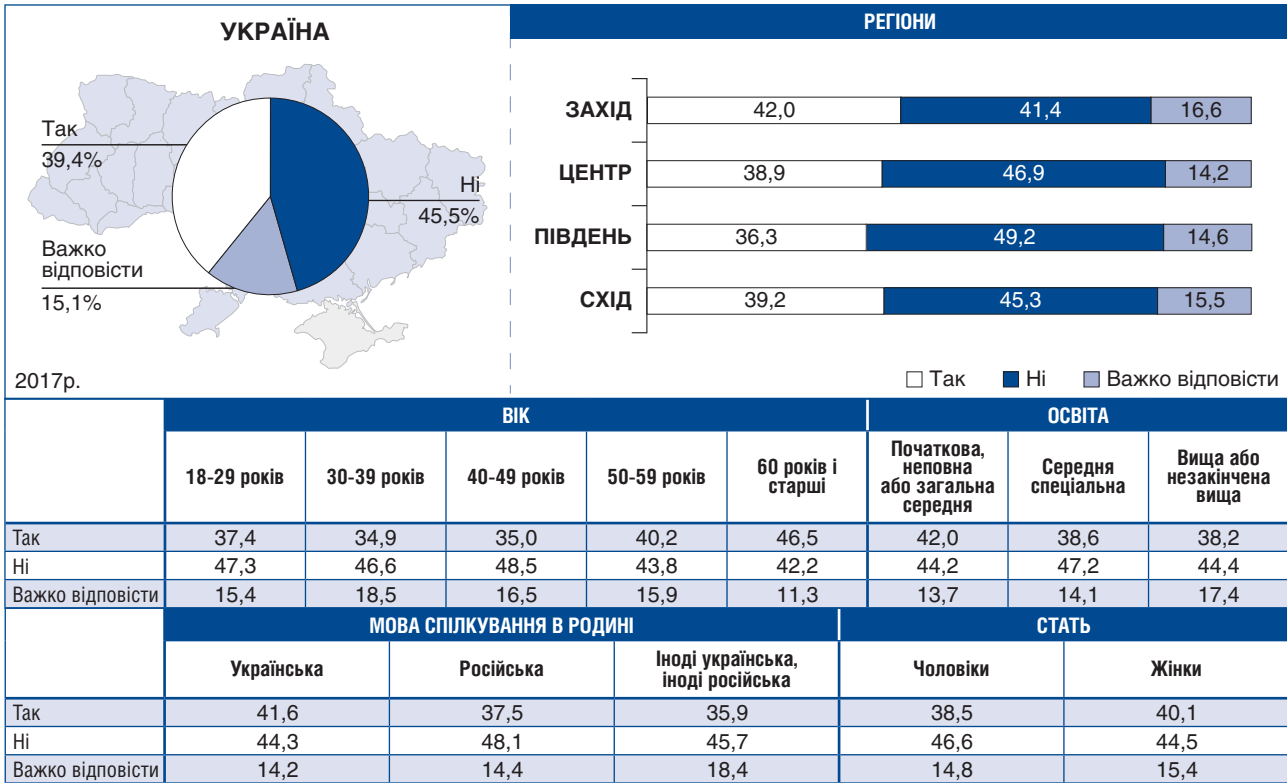 УКРАЇНА
Так
39,4%
Ні
45,5%
Важко
відповісти
15,1%
2017р.
РЕГІОНИ
ЗАХІД 42,0 41,4 16,6
ЦЕНТР 38,9 46,9 14,2
ПІВДЕНЬ 36,3 49,2 14,6
СХІД 39,2 45,3 15,5
Так Ні Важко відповісти
ВІК ОСВІТА
18-29 років 30-39 років 40-49 років 50-59 років 60 років і старші Початкова, неповна або загальна середня Середня спеціальна Вища або незакінчена вища
Так 37,4 34,9 35,0 40,2 46,5 42,0 38,6 38,2
Ні 47,3 46,6 48,5 43,8 42,2 44,2 47,2 44,4
Важко відповісти 15,4 18,5 16,5 15,9 11,3 13,7 14,1 17,4
МОВА СПІЛКУВАННЯ В РОДИНІ СТАТЬ
Українська Російська Іноді українська, іноді російська Чоловіки Жінки
Так 41,6 37,5 35,9 38,5 40,1
Ні 44,3 48,1 45,7 46,6 44,5
Важко відповісти 14,2 14,4 18,4 14,8 15,4